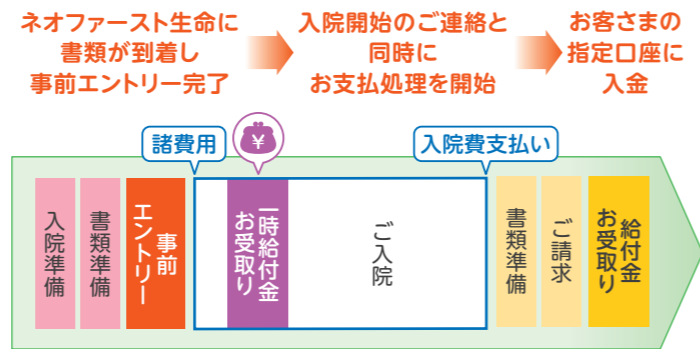 ネオファースト生命に
書類が到着し
事前エントリー完了
入院開始のご連絡と
同時に
お支払処理を開始
お客さまの
指定口座に
入金
諸費用
¥
入院費支払い
入院準備
書類準備
事前
エントリー
一時給付金
お受取り
ご入院
書類準備
ご請求
給付金
お受取り